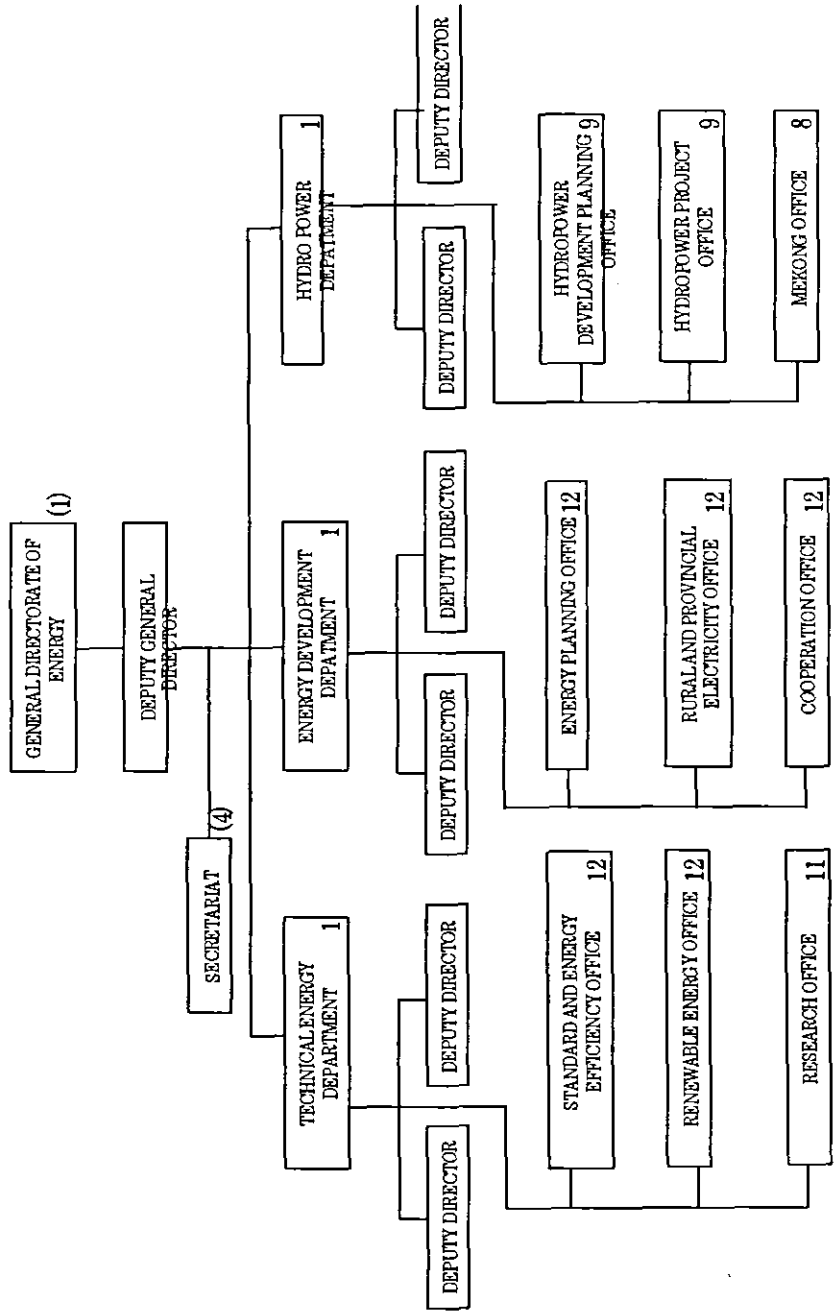 GENERAL DIRECTORATE OF
ENERGY
(1)
DEPUTY GENERAL
DIRECTOR
SECRETARIAT
(4)
TECHNICAL ENERGY
DEPARTMENT
1
ENERGY DEVELOPMENT
DEPATMENT
1
HYDRO POWER
DEPATMENT
1
DEPUTY DIRECTOR
DEPUTY DIRECTOR
DEPUTY DIRECTOR
DEPUTY DIRECTOR
DEPUTY DIRECTOR
DEPUTY DIRECTOR
STANDARD AND ENERGY
EFFICIENCY OFFICE
12
ENERGY PLANNING OFFICE 12
HYDROPOWER
DEVELOPMENT PLANNING
OFFICE
9
RENEWABLE ENERGY OFFICE 12
RURAL AND PROVINCIAL
ELECTRICITY OFFICE
12
HYDROPOWER PROJECT
OFFICE
9
RESEARCH OFFICE
11
COOPERATION OFFICE
12
MEKONG OFFICE
8